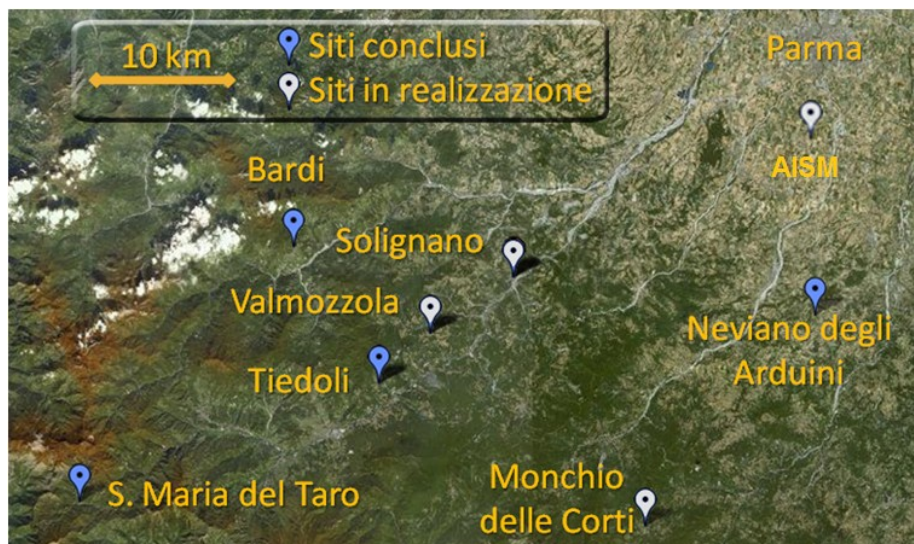 10 km
Siti conclusi
Siti in realizzazione
Parma
AISM
Bardi
Solignano
Valmozzola
Neviano degli
Arduini
Tiedoli
S. Maria del Taro
Monchio
delle Corti